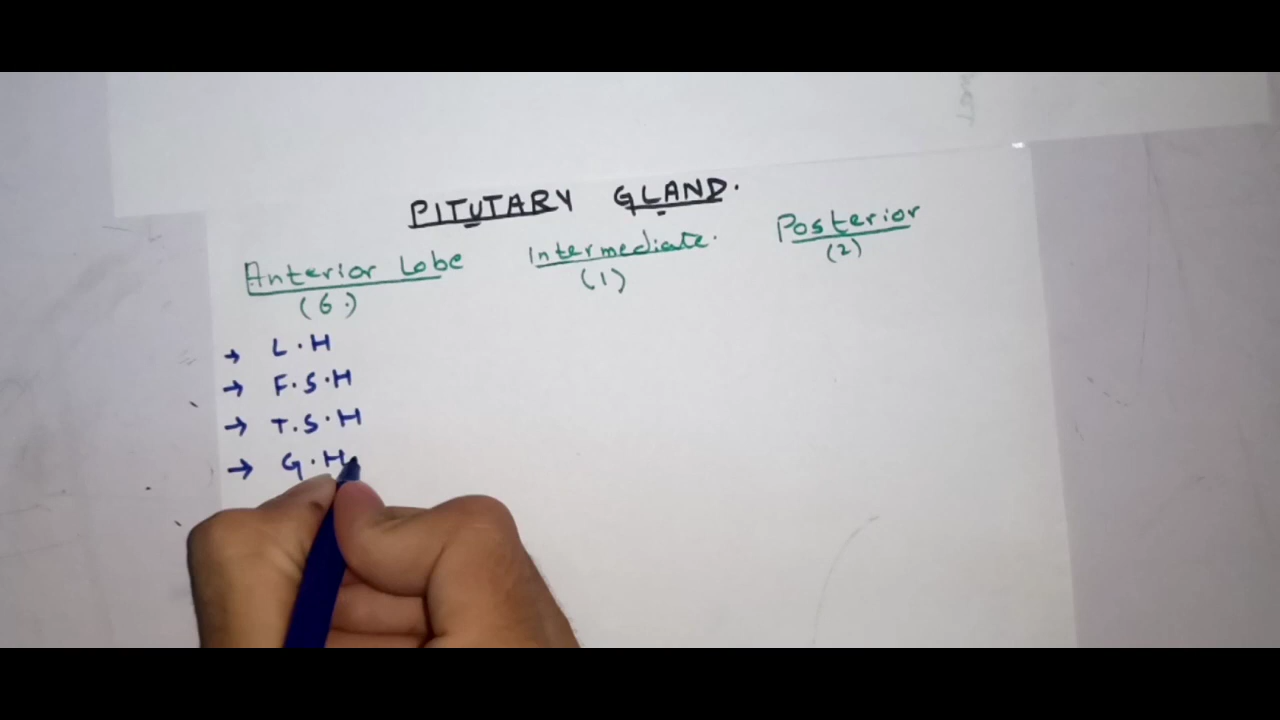 PITUTARY GLAND.
Anterior Lobe Intermediate. Posterior
(6.) (1) (2)
→ L.H
→ F.S.H
→ T.S.H
→ G.H